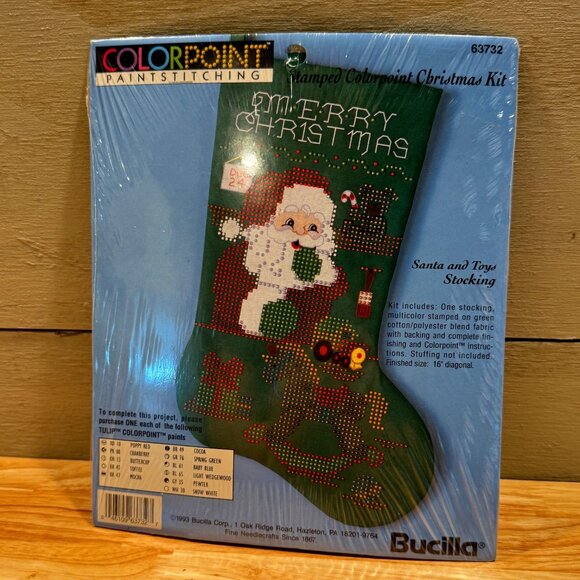 COLORPOINT™
PAINTSTITCHING
63732
Stamped Colorpoint Christmas Kit
MERRY
CHRISTMAS
Santa and Toys
Stocking
Kit includes: One stocking,
multicolor stamped on green
cotton/polyester blend fabric
with backing and complete fin-
ishing and Colorpoint™ instruc-
tions. Stuffing not included.
Finished size: 16" diagonal.
To complete this project, please
purchase ONE each of the following
TULIP™ COLORPOINT™ paints
POPPY RED
CRANBERRY
BUTTERCUP
TOFFEE
MOCHA
COCOA
SPRING GREEN
BABY BLUE
LIGHT WEDGEWOOD
PEWTER
SNOW WHITE
©1993 Bucilla Corp., 1 Oak Ridge Road, Hazleton, PA 18201-9764
Fine Needlecrafts Since 1867
Bucilla®